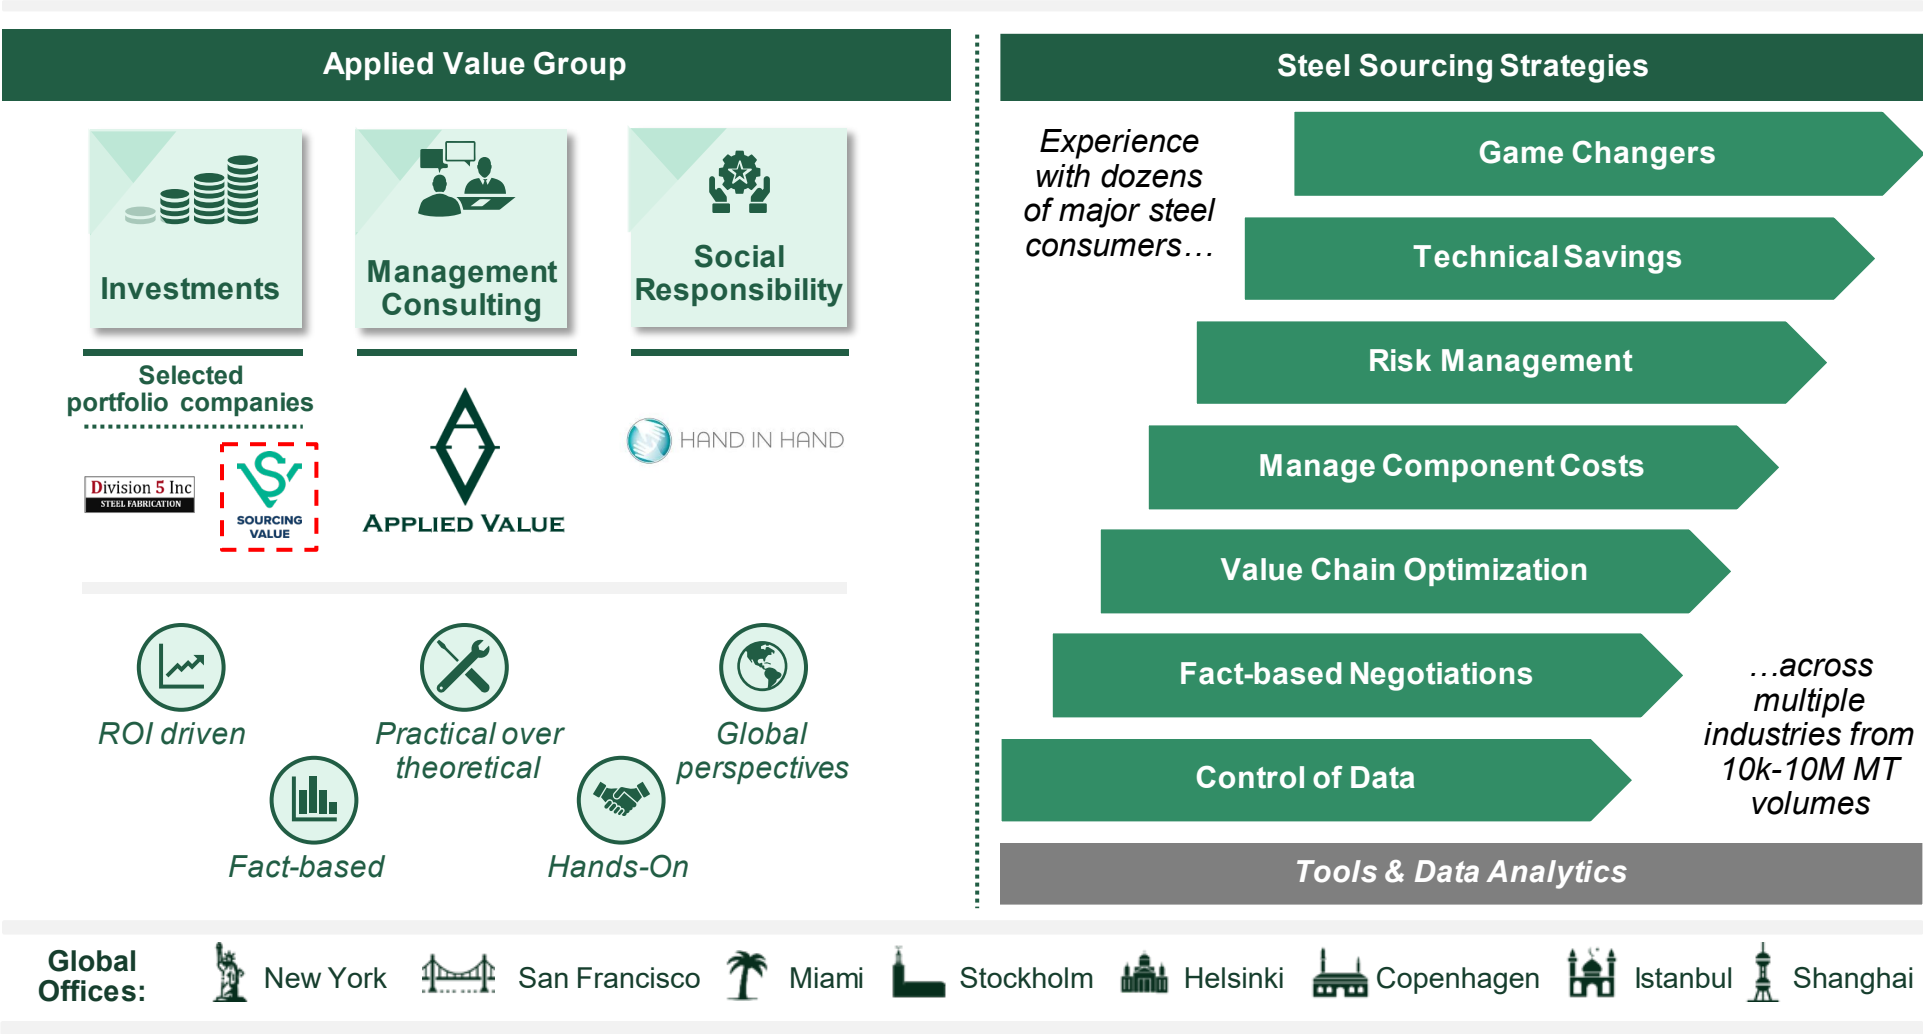 Applied Value Group
Investments
Management
Consulting
Social
Responsibility
Selected
portfolio companies
Division 5 Inc
STEEL FABRICATION
SOURCING
VALUE
APPLIED VALUE
HAND IN HAND
ROI driven
Practical over
theoretical
Global
perspectives
Fact-based
Hands-On
Steel Sourcing Strategies
Experience
with dozens
of major steel
consumers…
Game Changers
Technical Savings
Risk Management
Manage Component Costs
Value Chain Optimization
Fact-based Negotiations
Control of Data
…across
multiple
industries from
10k-10M MT
volumes
Tools & Data Analytics
Global
Offices:
New York
San Francisco
Miami
Stockholm
Helsinki
Copenhagen
Istanbul
Shanghai